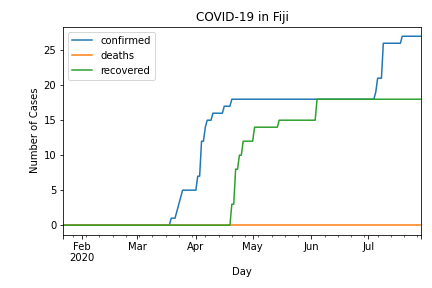 COVID-19 in Fiji
confirmed
deaths
recovered
Number of Cases
25
20
15
10
5
0
Feb Mar Apr May Jun Jul
2020
Day